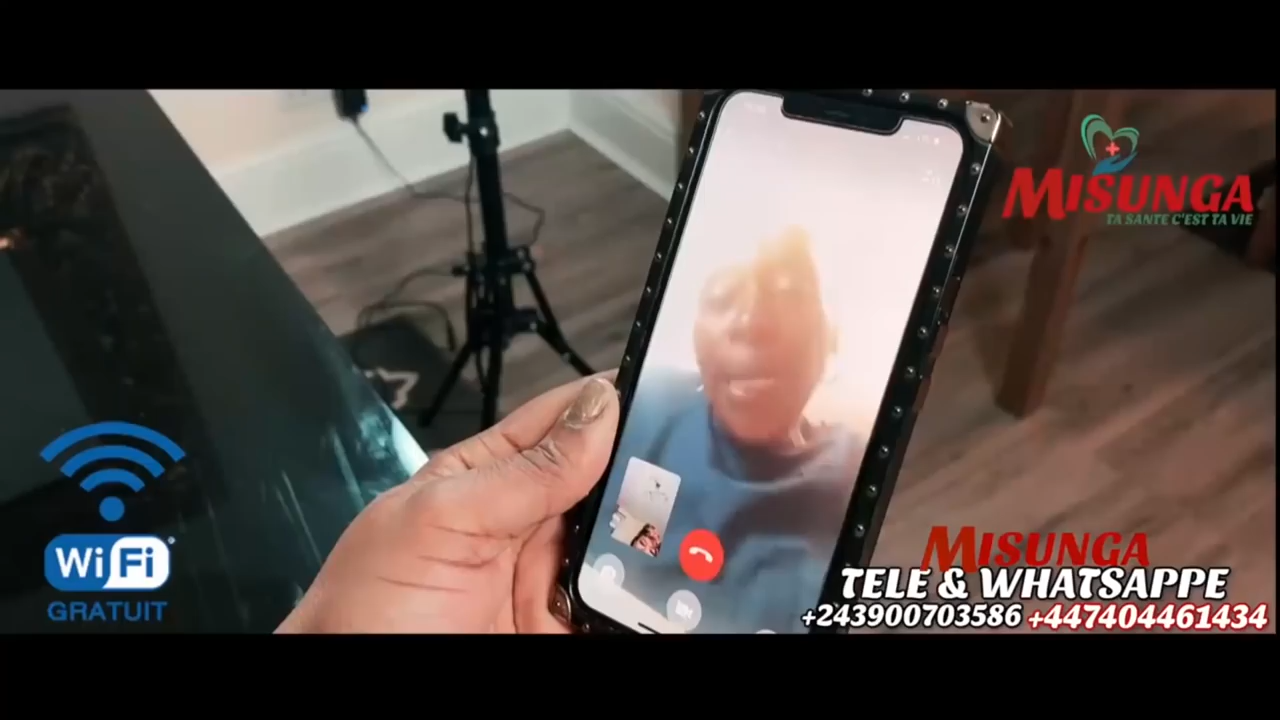 MISUNGA
TA SANTE C'EST TA VIE
Wi Fi
GRATUIT
MISUNGA
TELE & WHATSAPPE
+243900703586 +447404461434